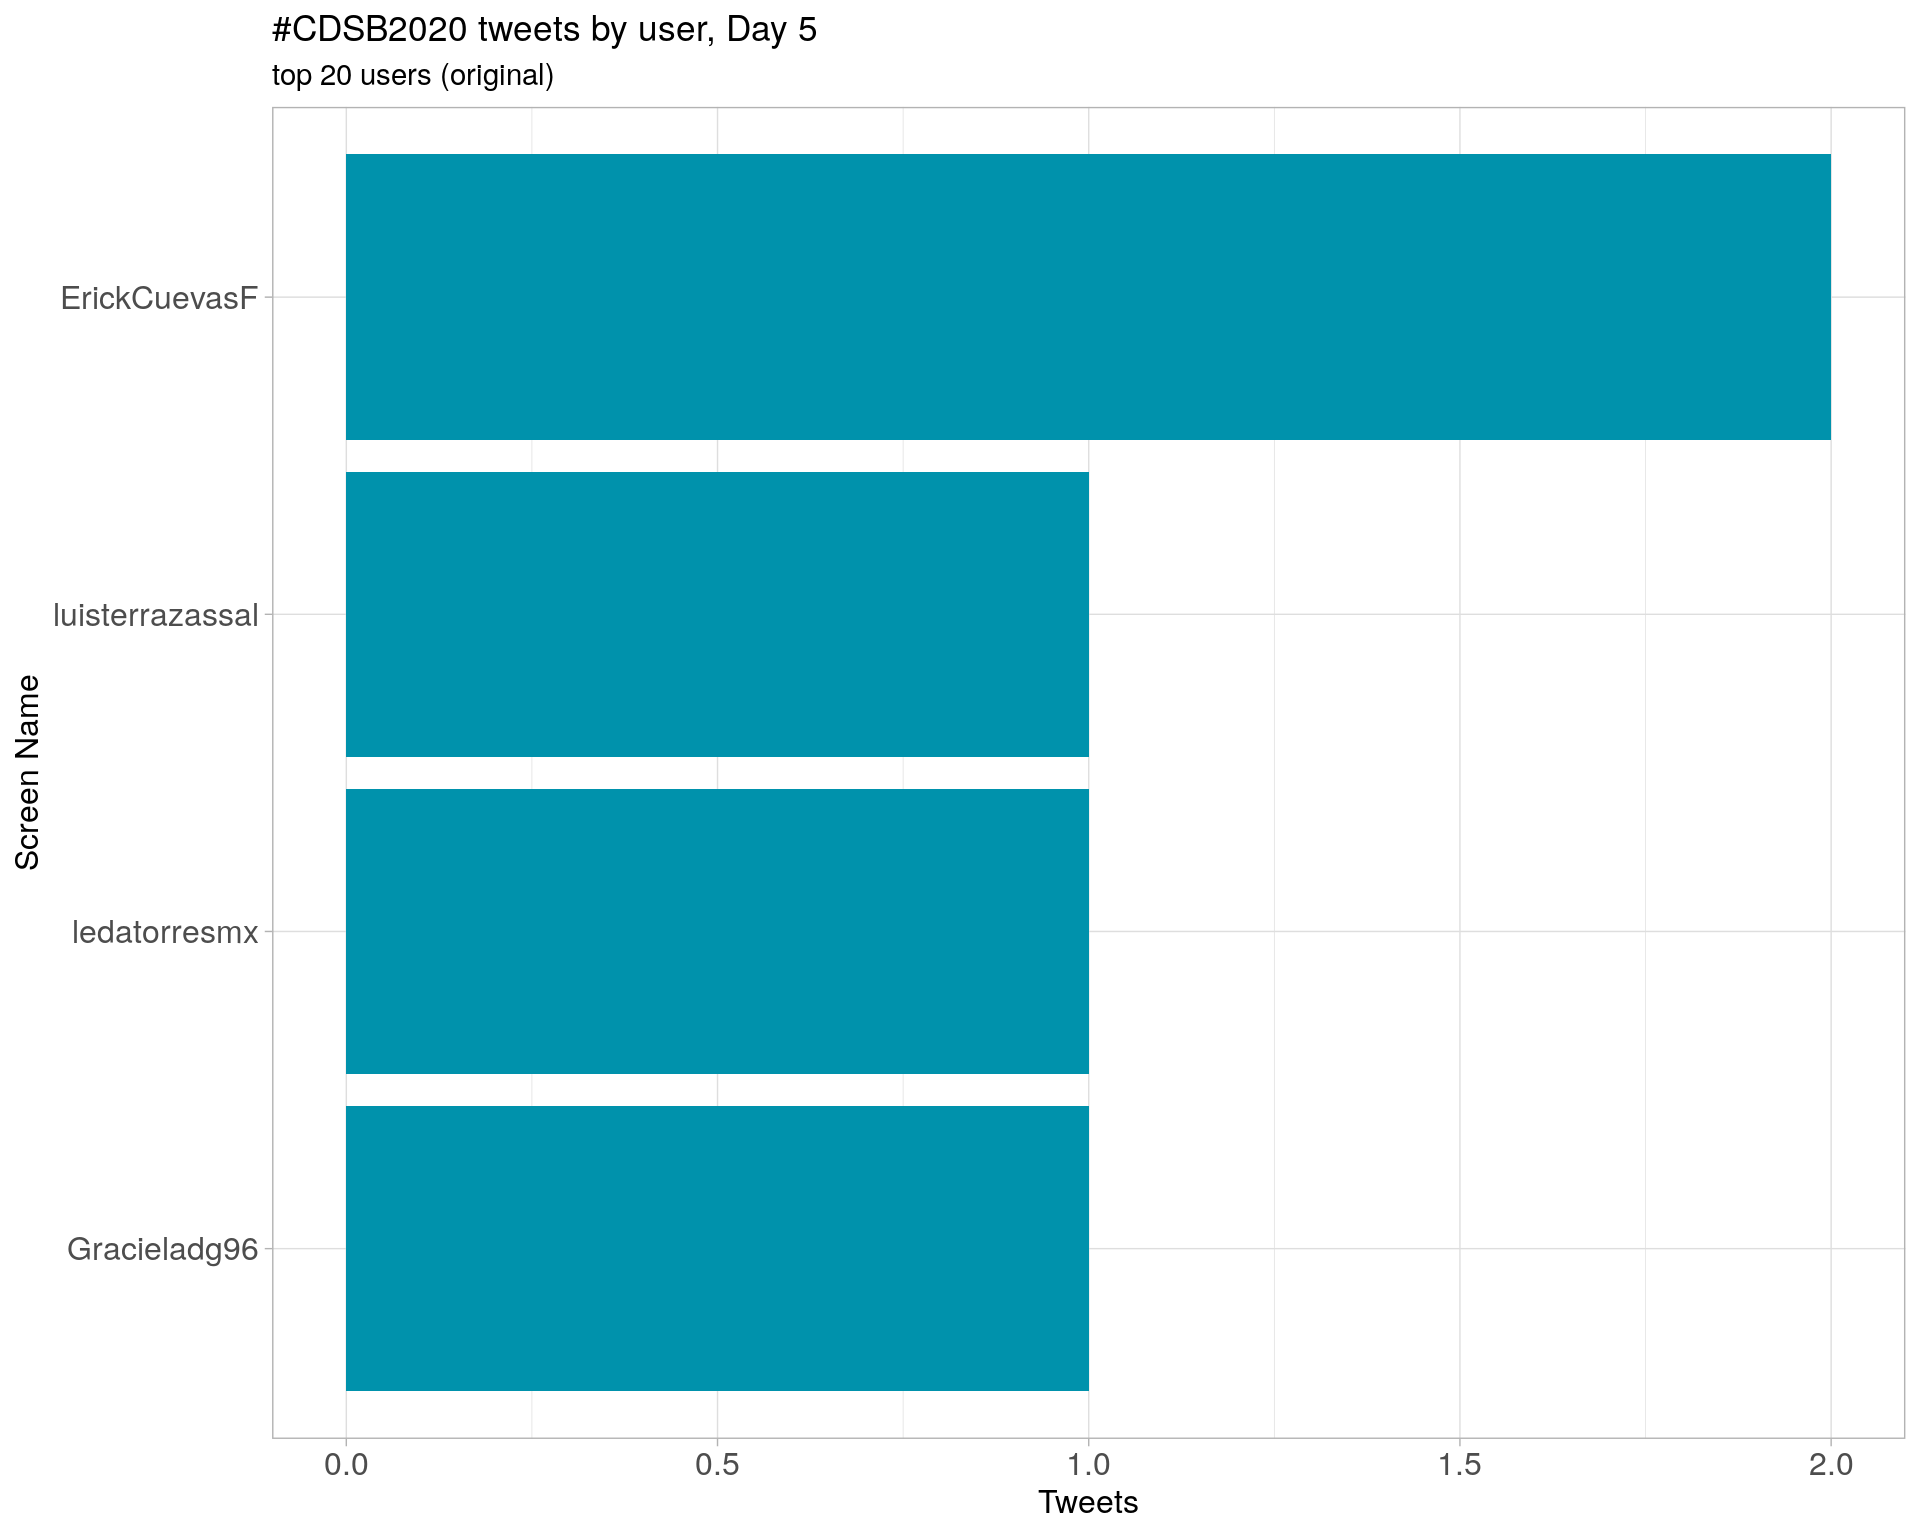 #CDSB2020 tweets by user, Day 5
top 20 users (original)
Screen Name
ErickCuevasF
luisterrazassal
ledatorresmx
Gracieladg96
0.0 0.5 1.0 1.5 2.0
Tweets